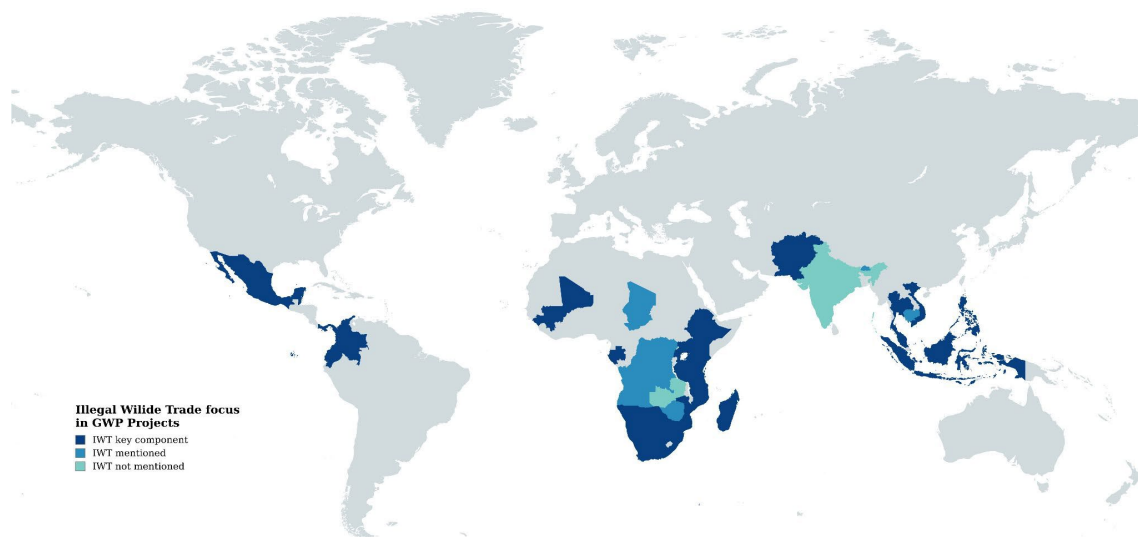 Illegal Wilide Trade focus
in GWP Projects
IWT key component
IWT mentioned
IWT not mentioned